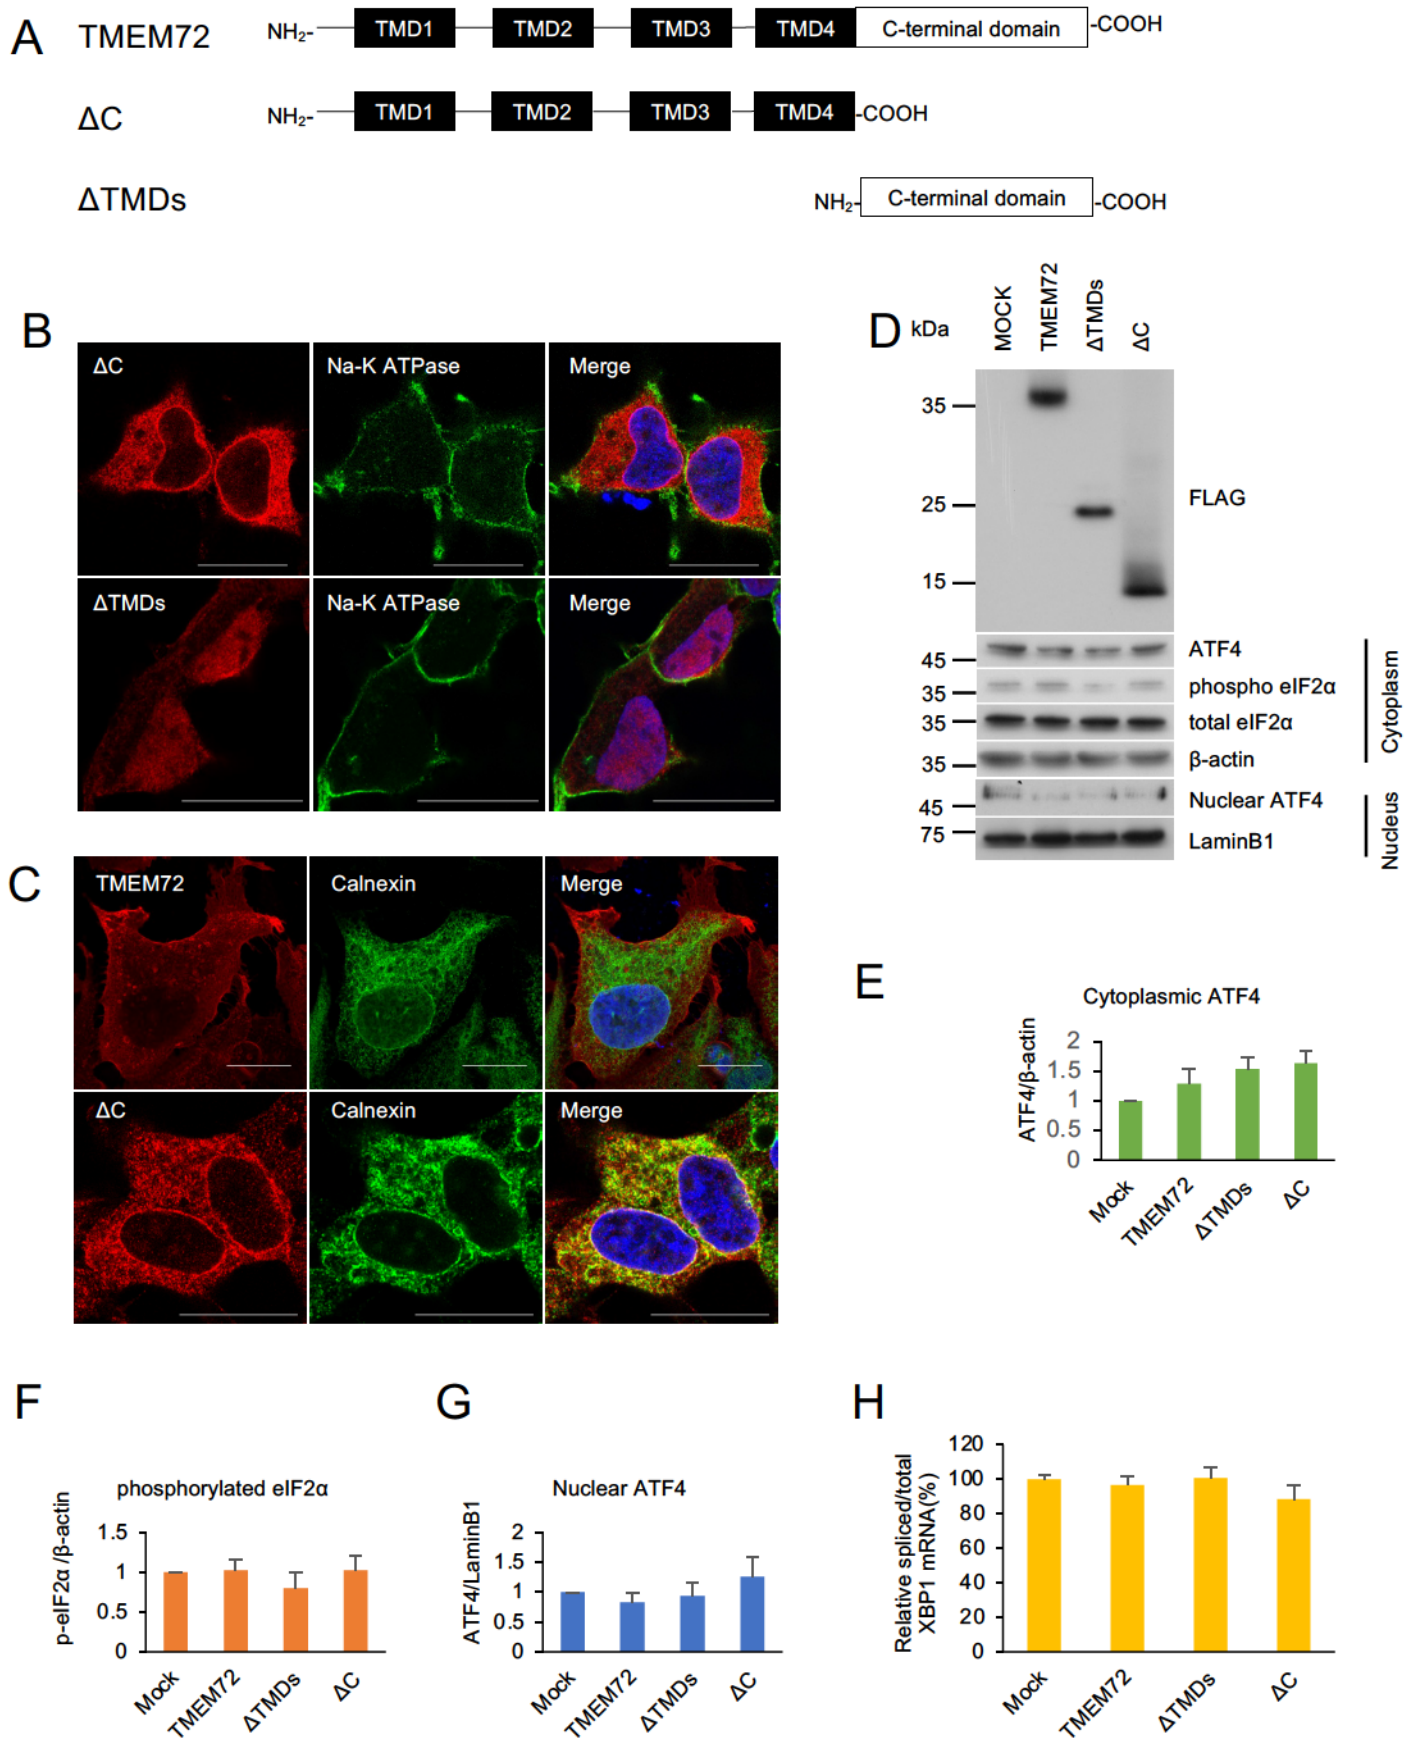 A
TMEM72
NH₂-
TMD1
TMD2
TMD3
TMD4
C-terminal domain
-COOH
ΔC
NH₂-
TMD1
TMD2
TMD3
TMD4
-COOH
ΔTMDs
NH₂-
C-terminal domain
-COOH
B
ΔC
Na-K ATPase
Merge
ΔTMDs
Na-K ATPase
Merge
C
TMEM72
Calnexin
Merge
ΔC
Calnexin
Merge
D
kDa
MOCK
TMEM72
ΔTMDs
ΔC
35
25
15
FLAG
45
ATF4
35
phospho eIF2α
35
total eIF2α
35
β-actin
Cytoplasm
45
Nuclear ATF4
75
LaminB1
Nucleus
E
Cytoplasmic ATF4
ATF4/β-actin
2
1.5
1
0.5
0
Mock
TMEM72
ΔTMDs
ΔC
F
phosphorylated eIF2α
p-eIF2α /β-actin
1.5
1
0.5
0
Mock
TMEM72
ΔTMDs
ΔC
G
Nuclear ATF4
ATF4/LaminB1
2
1.5
1
0.5
0
Mock
TMEM72
ΔTMDs
ΔC
H
Relative spliced/total
XBP1 mRNA(%)
120
100
80
60
40
20
0
Mock
TMEM72
ΔTMDs
ΔC